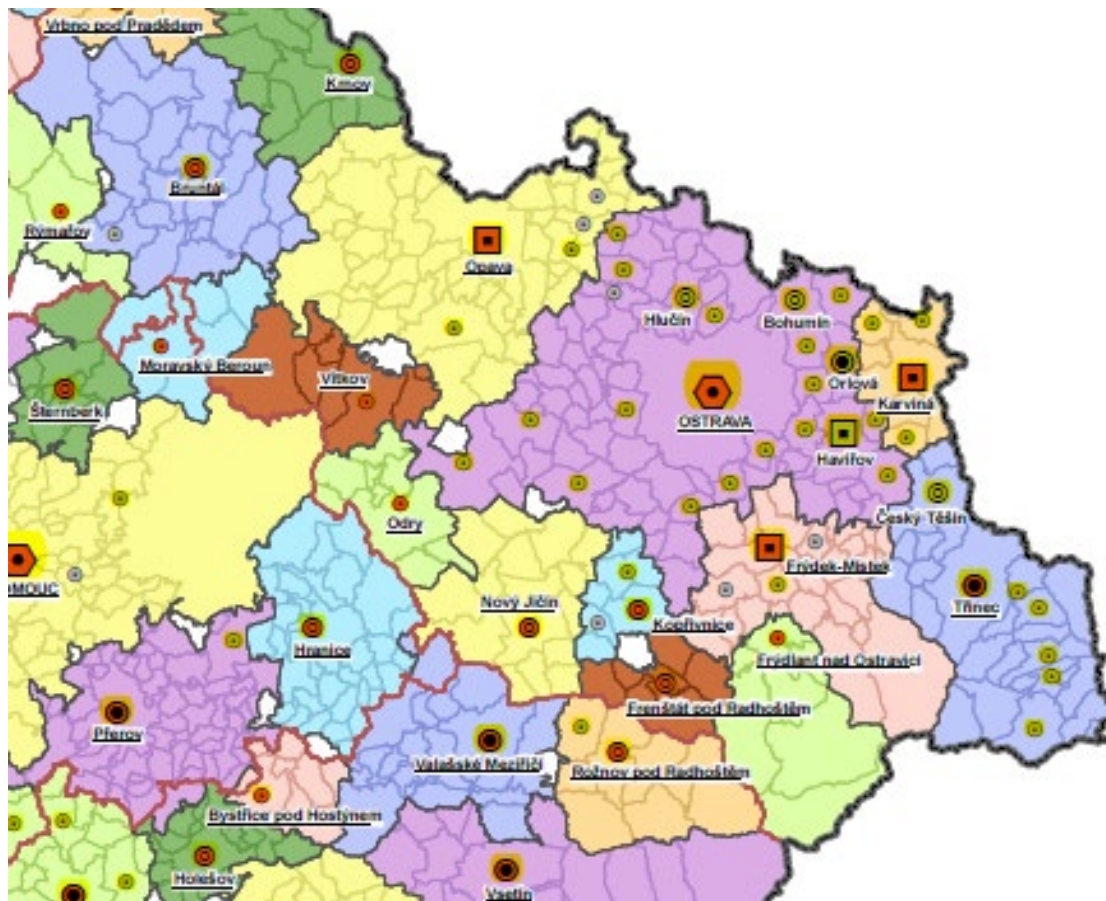 Vrbno pod Pradědem
Krnov
Bruntál
Rýmařov
Opava
Hlučín
Bohumín
Moravský Beroun
Vítkov
Orlová
Karviná
Šternberk
OSTRAVA
Havířov
Odry
Český Těšín
OMOUC
Frýdek-Místek
Třinec
Nový Jičín
Kopřivnice
Hranice
Frýdlant nad Ostravicí
Frenštát pod Radhoštěm
Přerov
Valašské Meziříčí
Rožnov pod Radhoštěm
Bystřice pod Hostýnem
Holešov
Vsetín